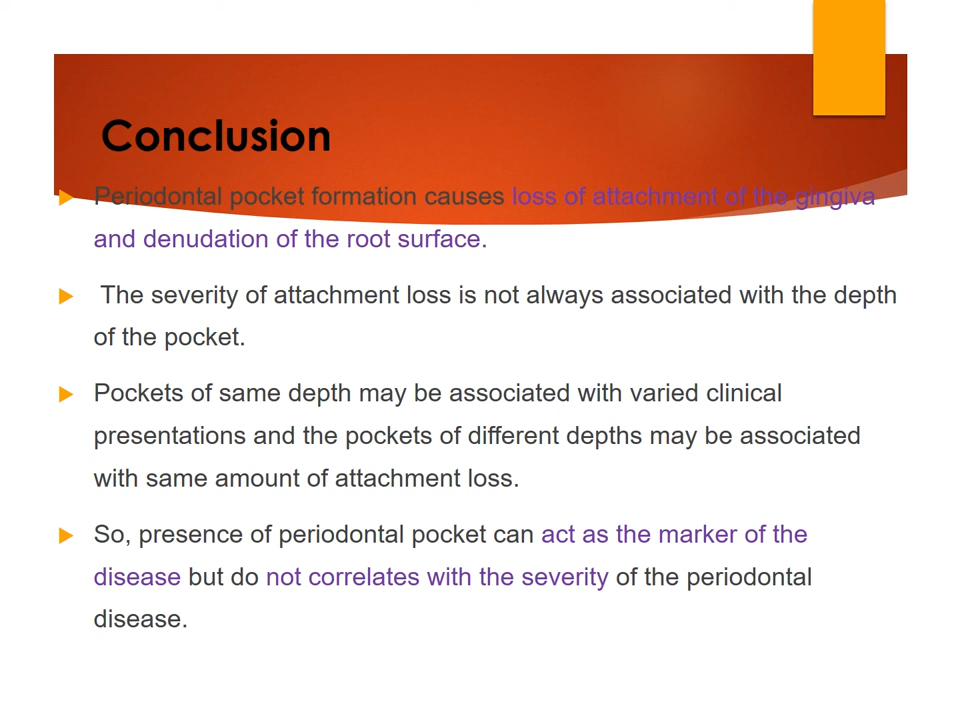 Conclusion
Periodontal pocket formation causes loss of attachment of the gingiva
and denudation of the root surface.
The severity of attachment loss is not always associated with the depth
of the pocket.
Pockets of same depth may be associated with varied clinical
presentations and the pockets of different depths may be associated
with same amount of attachment loss.
So, presence of periodontal pocket can act as the marker of the
disease but do not correlates with the severity of the periodontal
disease.